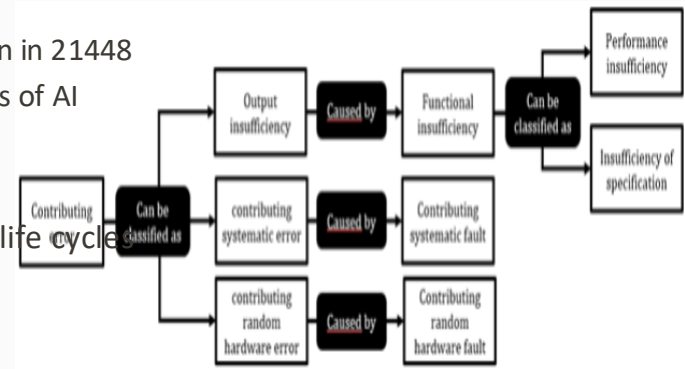 n in 21448
s of AI
life cycles
Contributing
error
Can be
classified as
Output
insufficiency
Caused by
Functional
insufficiency
Can be
classified as
Performance
insufficiency
Insufficiency of
specification
contributing
systematic error
Caused by
Contributing
systematic fault
contributing
random
hardware error
Caused by
Contributing
random
hardware fault